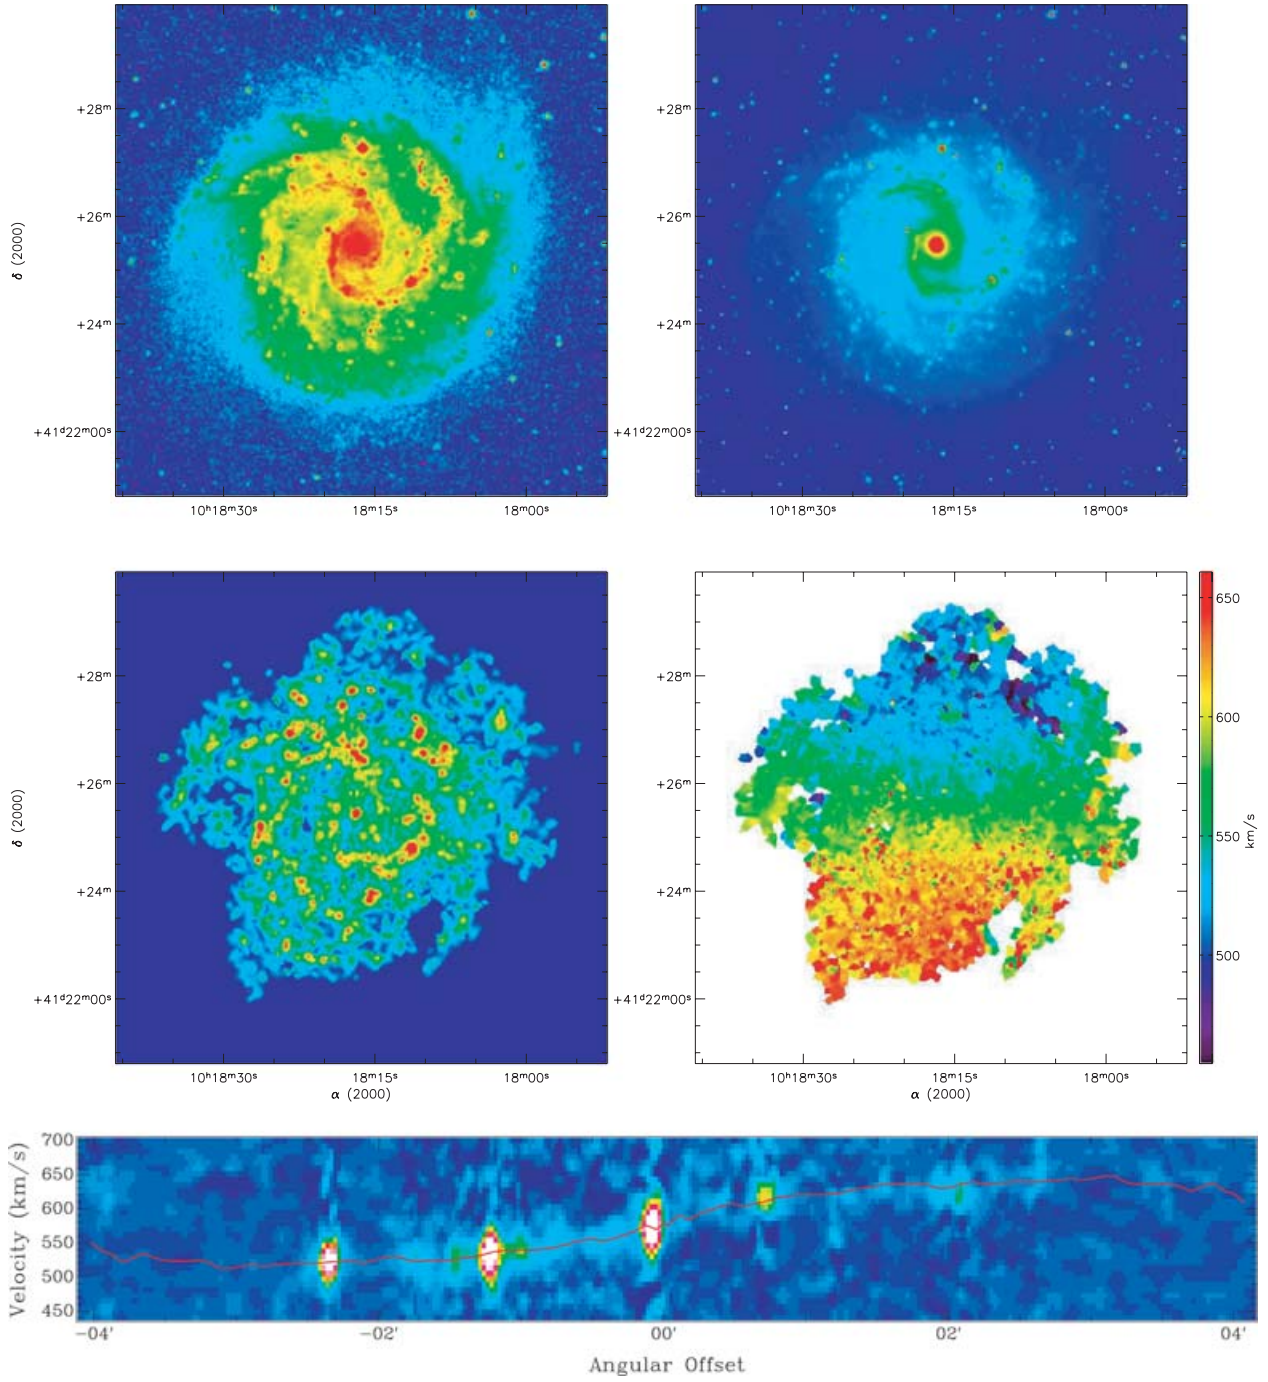 +28ᵐ
+28ᵐ
δ (2000)
+26ᵐ
+26ᵐ
+24ᵐ
+24ᵐ
+41ᵈ22ᵐ00ˢ
+41ᵈ22ᵐ00ˢ
10ʰ18ᵐ30ˢ 18ᵐ15ˢ 18ᵐ00ˢ
10ʰ18ᵐ30ˢ 18ᵐ15ˢ 18ᵐ00ˢ
650
+28ᵐ
+28ᵐ
600
δ (2000)
+26ᵐ
+26ᵐ
550
km/s
+24ᵐ
+24ᵐ
500
+41ᵈ22ᵐ00ˢ
+41ᵈ22ᵐ00ˢ
10ʰ18ᵐ30ˢ 18ᵐ15ˢ 18ᵐ00ˢ
10ʰ18ᵐ30ˢ 18ᵐ15ˢ 18ᵐ00ˢ
α (2000)
α (2000)
Velocity (km/s)
700
650
600
550
500
450
−04' −02' 00' 02' 04'
Angular Offset